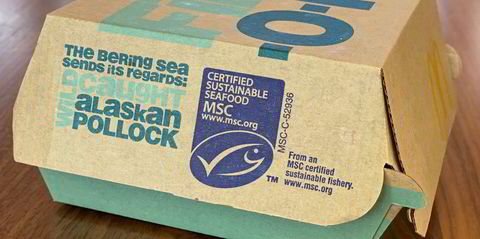 The Bering sea
sends its regards:
WILD
caught
alaskan
POLLOCK
CERTIFIED
SUSTAINABLE
SEAFOOD
MSC
www.msc.org
TM
MSC-C-52936
From an
MSC certified
sustainable fishery.
www.msc.org